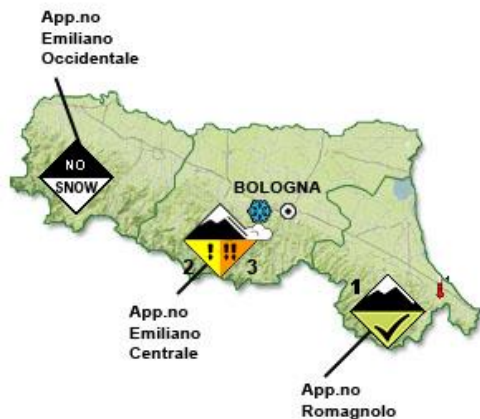 App.no
Emiliano
Occidentale
NO
SNOW
BOLOGNA
! !!
2 3
1
App.no
Emiliano
Centrale
App.no
Romagnolo